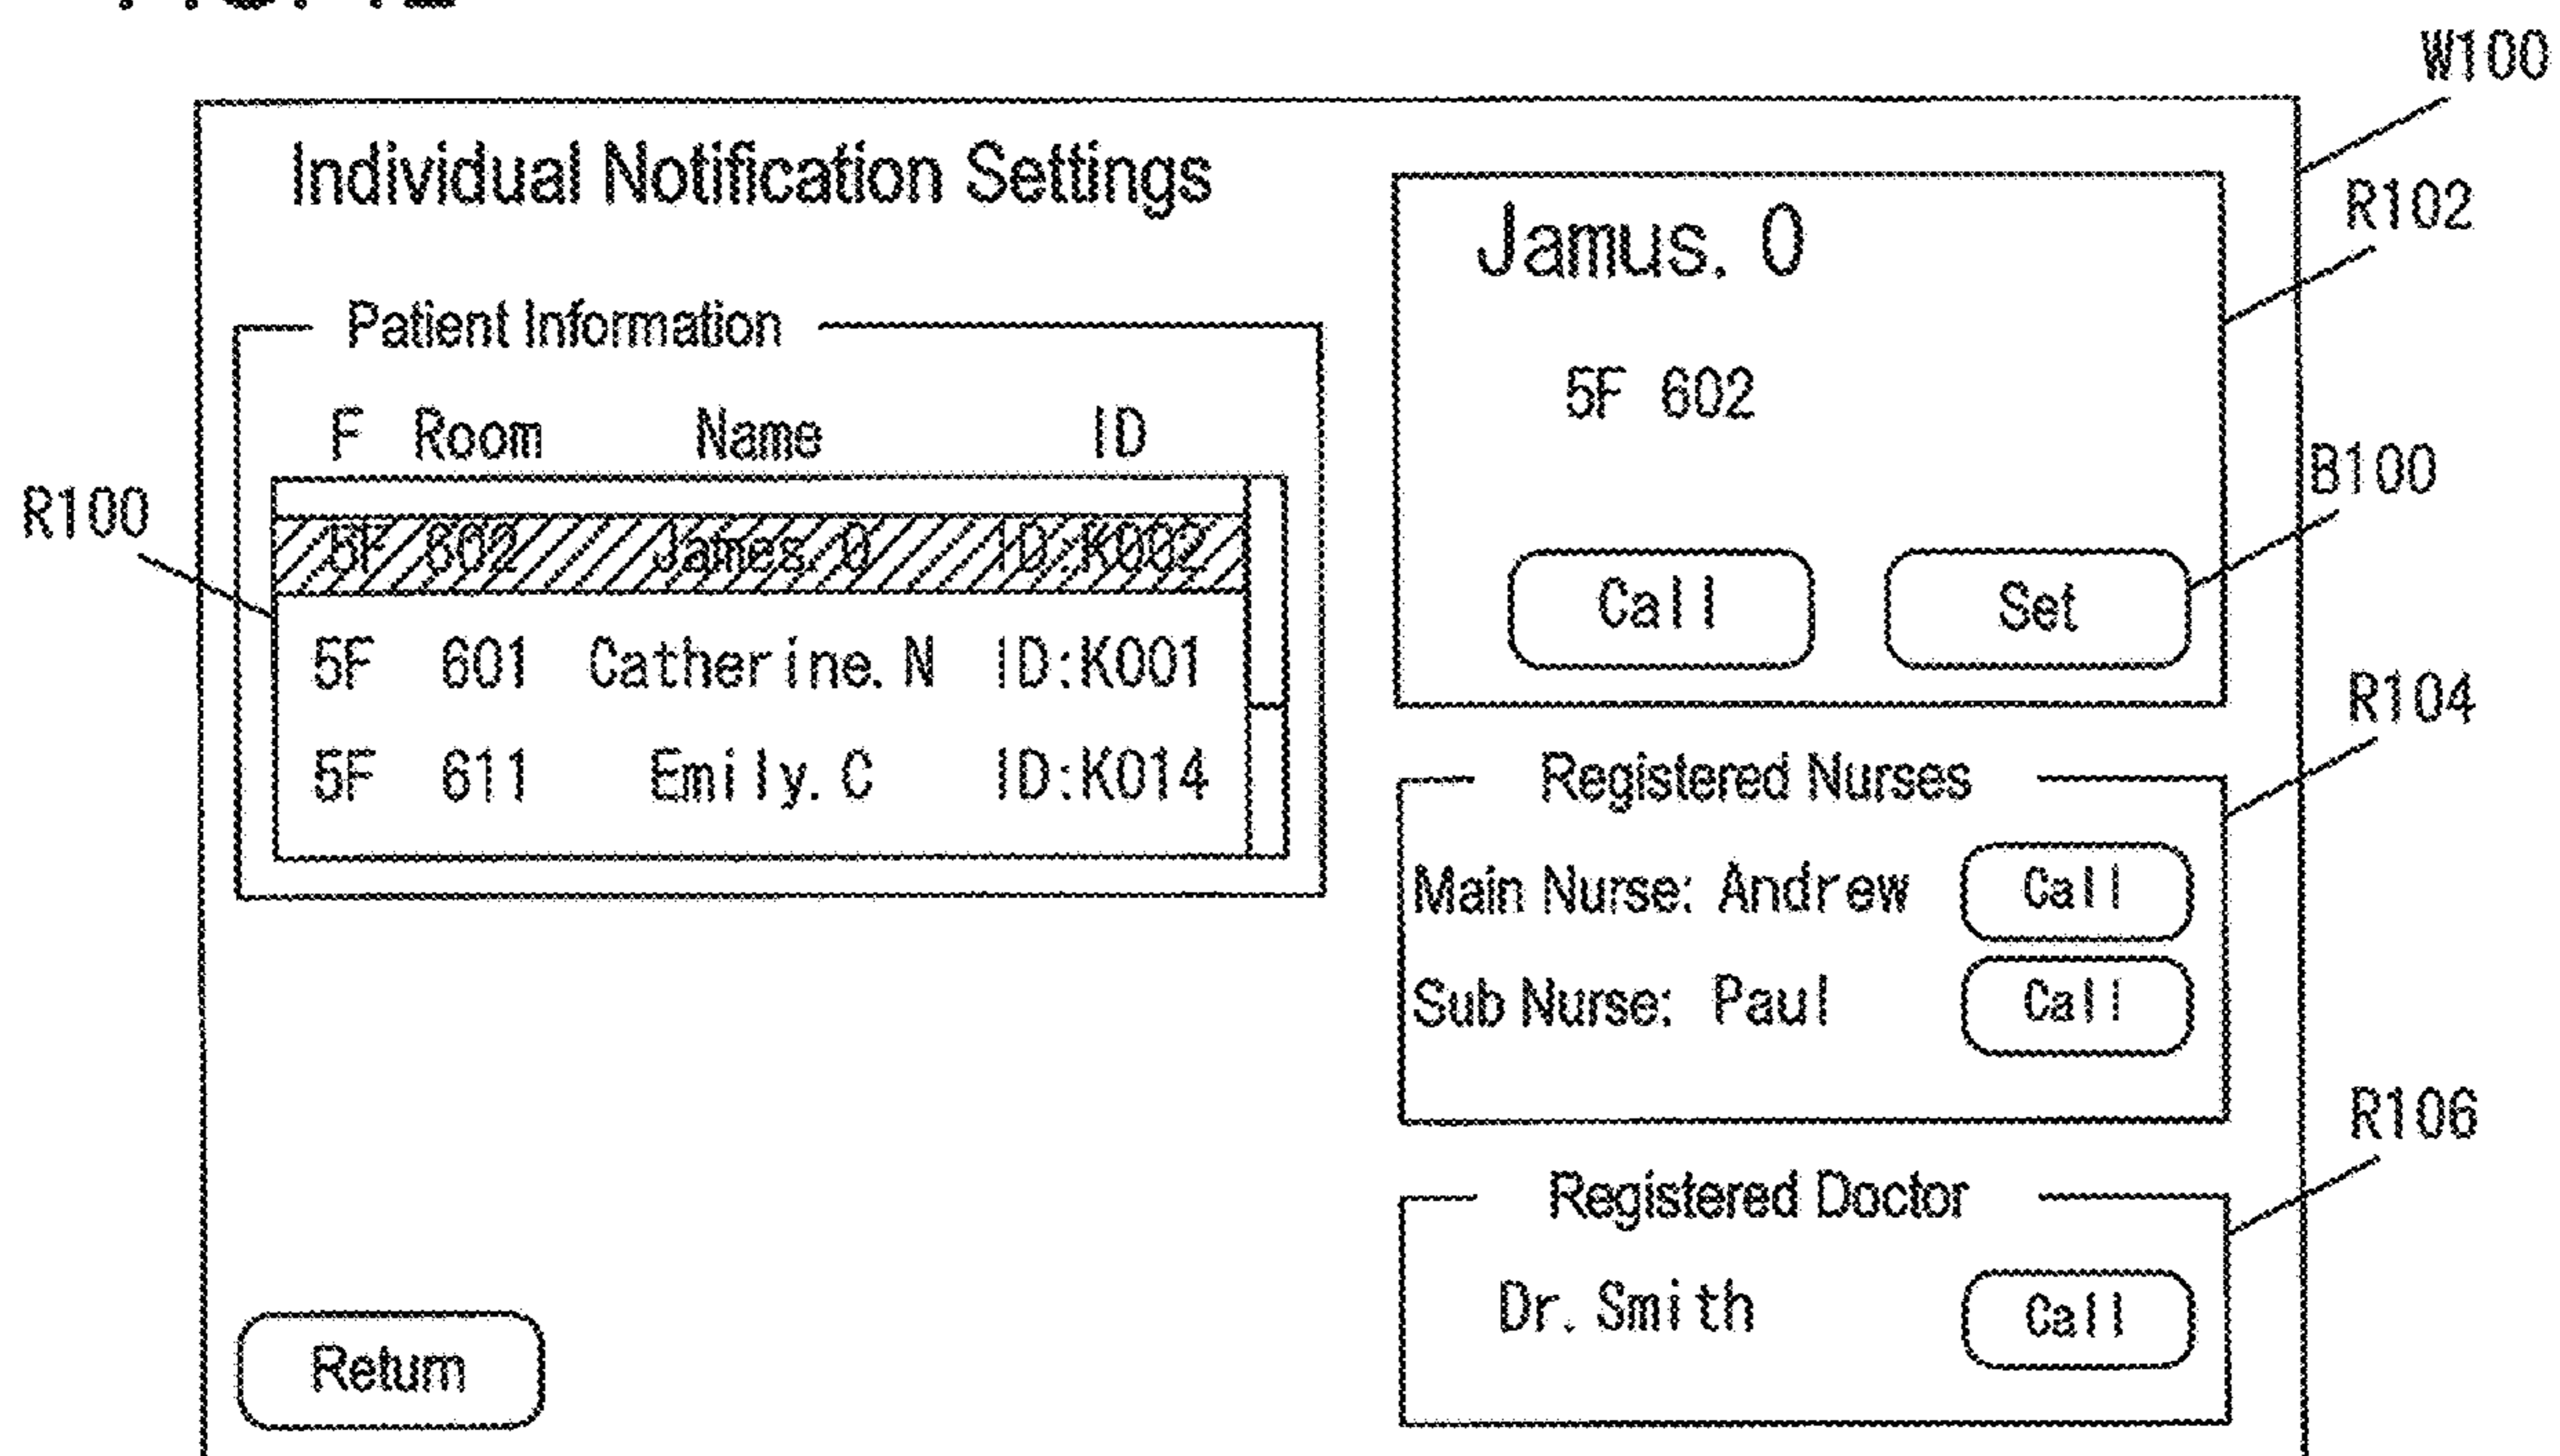 W100
Individual Notification Settings
R102
Jamus. O
Patient Information
5F 602
F Room Name ID
B100
R100
5F 602 James. O ID:K002
Call Set
5F 601 Catherine. N ID:K001
R104
5F 611 Emily. C ID:K014
Registered Nurses
Main Nurse: Andrew Call
Sub Nurse: Paul Call
R106
Registered Doctor
Dr. Smith Call
Return